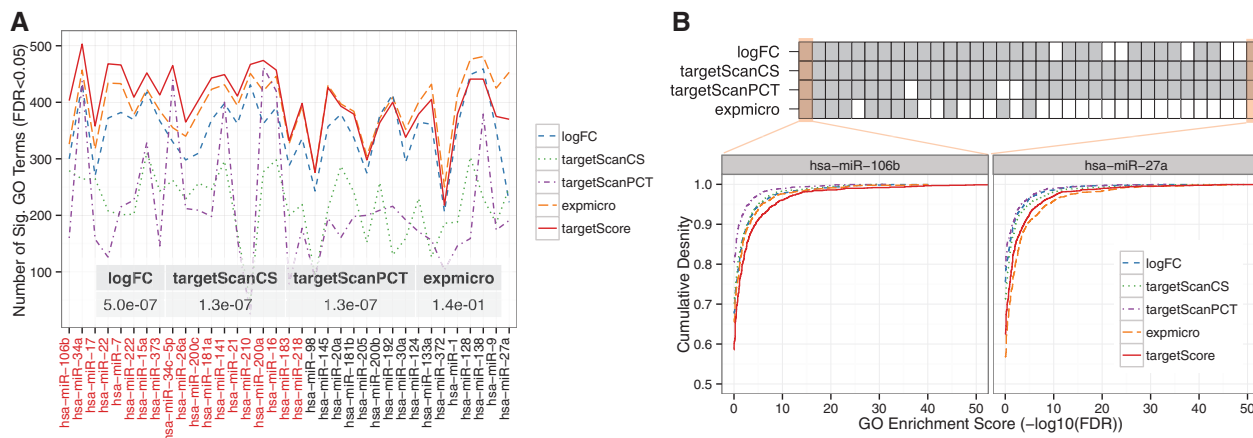 A
Number of Sig. GO Terms (FDR<0.05)
500
400
300
200
100
logFC targetScanCS targetScanPCT expmicro
5.0e-07 1.3e-07 1.3e-07 1.4e-01
hsa-miR-106b
hsa-miR-34a
hsa-miR-17
hsa-miR-22
hsa-miR-7
hsa-miR-222
hsa-miR-15a
hsa-miR-373
hsa-miR-34c-5p
hsa-miR-26a
hsa-miR-200c
hsa-miR-181a
hsa-miR-141
hsa-miR-21
hsa-miR-210
hsa-miR-200a
hsa-miR-16
hsa-miR-183
hsa-miR-218
hsa-miR-98
hsa-miR-145
hsa-miR-20a
hsa-miR-181b
hsa-miR-205
hsa-miR-200b
hsa-miR-192
hsa-miR-30a
hsa-miR-124
hsa-miR-133a
hsa-miR-372
hsa-miR-1
hsa-miR-128
hsa-miR-138
hsa-miR-9
hsa-miR-27a
logFC
targetScanCS
targetScanPCT
expmicro
targetScore
B
logFC
targetScanCS
targetScanPCT
expmicro
hsa-miR-106b hsa-miR-27a
Cumulative Desnity
1.0
0.9
0.8
0.7
0.6
0.5
logFC
targetScanCS
targetScanPCT
expmicro
targetScore
0 10 20 30 40 50 0 10 20 30 40 50
GO Enrichment Score (-log10(FDR))